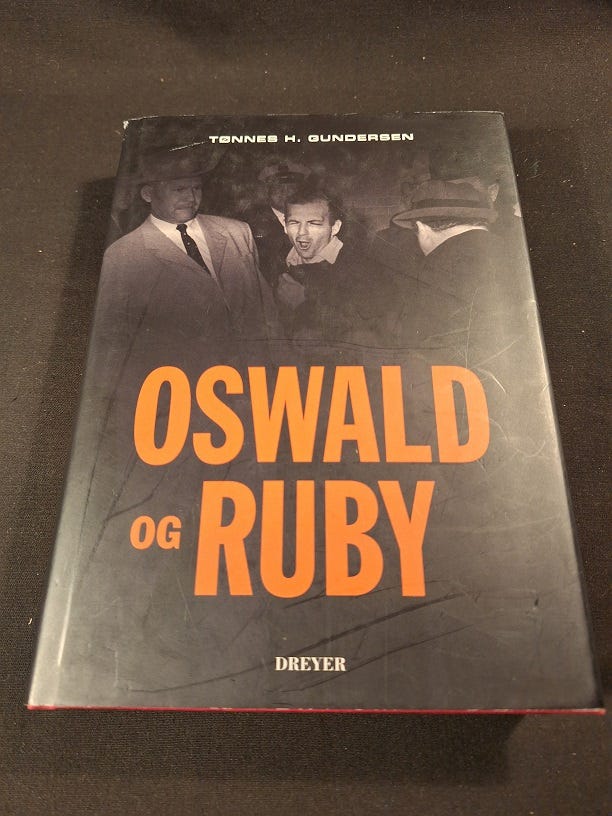 TØNNES H. GUNDERSEN
OSWALD
OG RUBY
DREYER